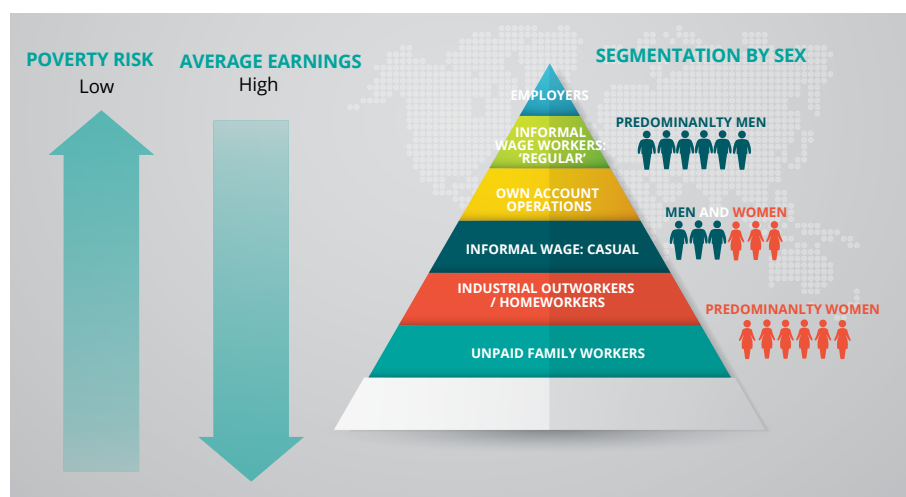 POVERTY RISK
Low
AVERAGE EARNINGS
High
SEGMENTATION BY SEX
EMPLOYERS
INFORMAL
WAGE WORKERS:
‘REGULAR’
OWN ACCOUNT
OPERATIONS
INFORMAL WAGE: CASUAL
INDUSTRIAL OUTWORKERS
/ HOMEWORKERS
UNPAID FAMILY WORKERS
PREDOMINANLTY MEN
MEN AND WOMEN
PREDOMINANLTY WOMEN